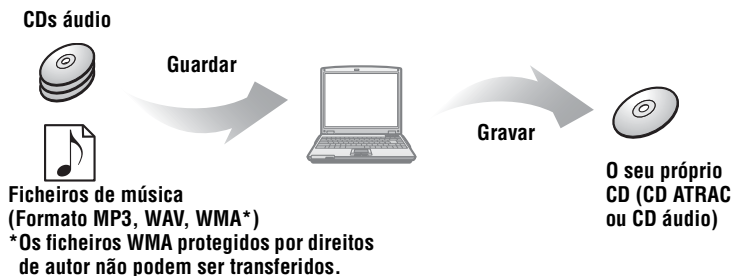 CDs áudio
Guardar
Gravar
Ficheiros de música
(Formato MP3, WAV, WMA*)
*Os ficheiros WMA protegidos por direitos
de autor não podem ser transferidos.
O seu próprio
CD (CD ATRAC
ou CD áudio)